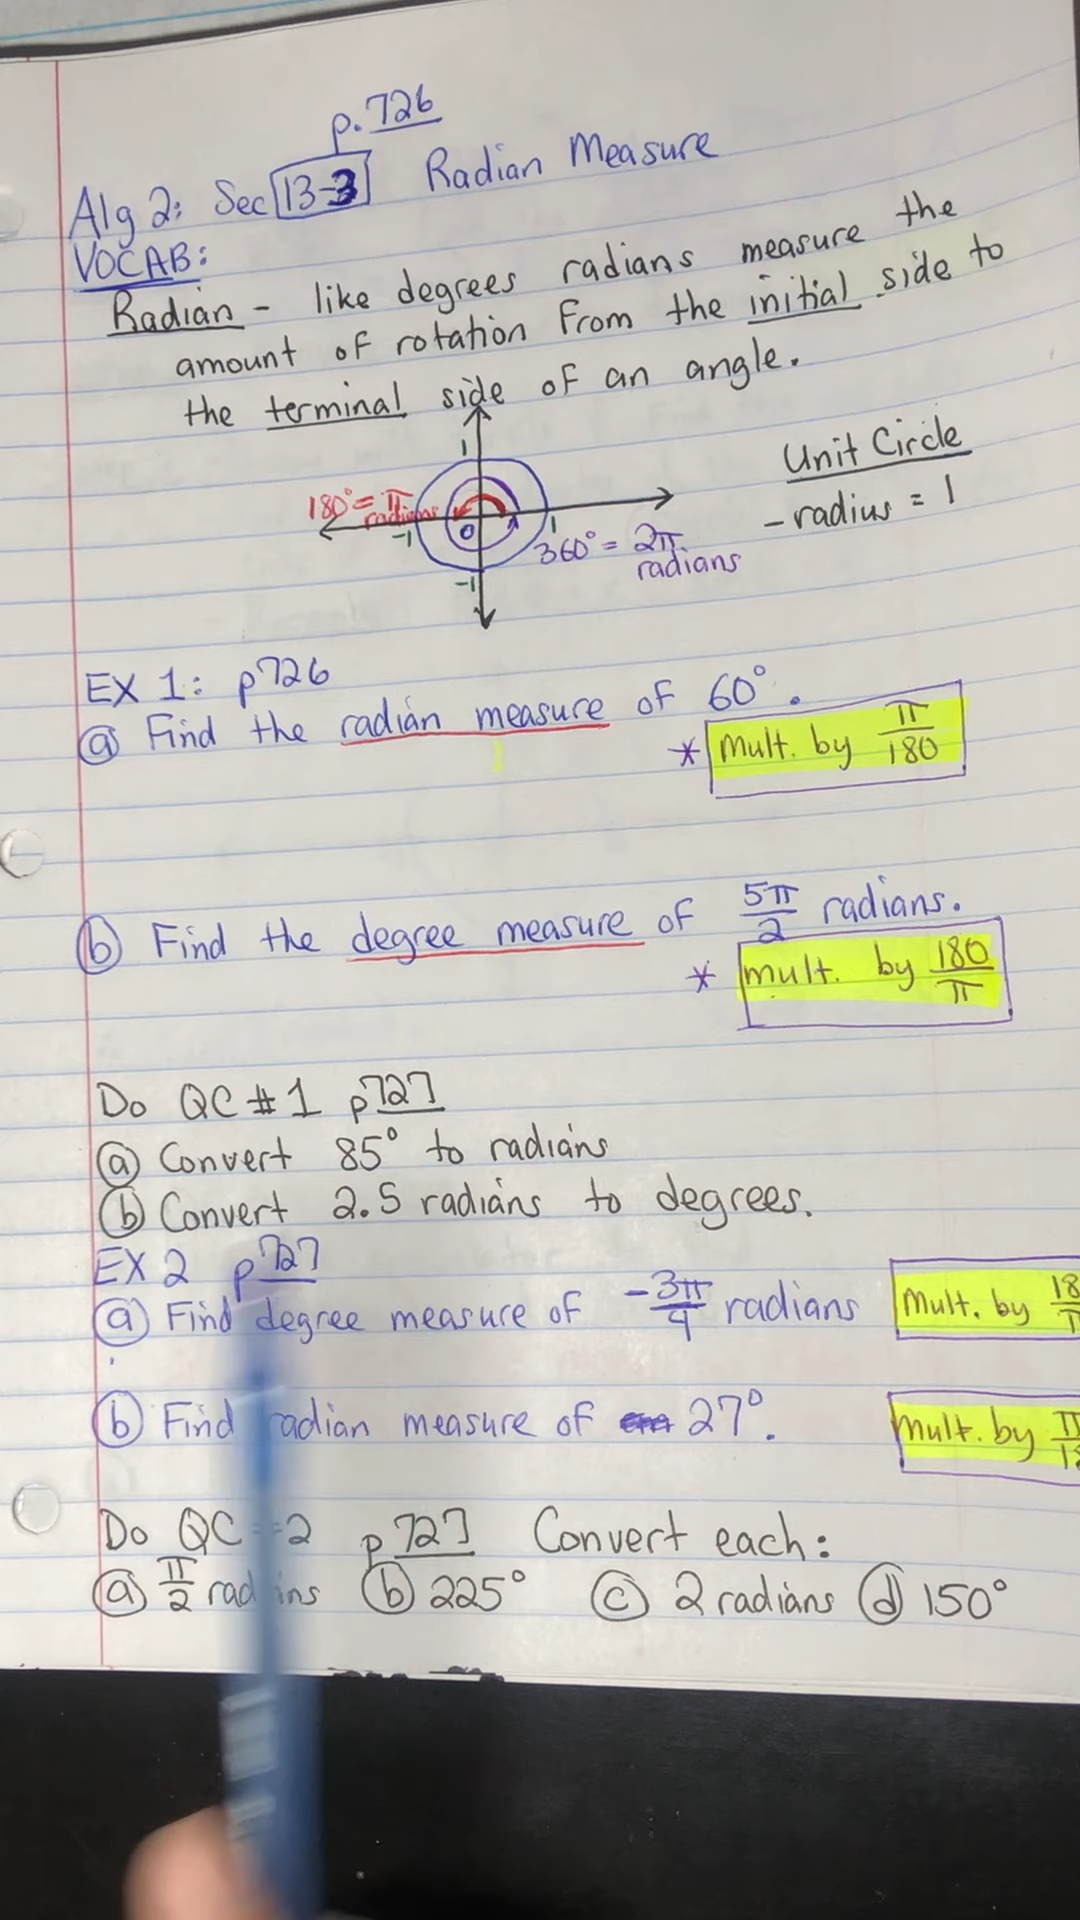 p.726
Alg 2: Sec 13-3 Radian Measure
VOCAB:
Radian - like degrees radians measure the
amount of rotation from the initial side to
the terminal side of an angle.
Unit Circle
- radius = 1
1
180° = π radians
-1
0
1
360° = 2π radians
-1
EX 1: p726
ⓐ Find the radian measure of 60°.
* Mult. by π/180
ⓑ Find the degree measure of 5π/2 radians.
* mult. by 180/π
Do QC #1 p727
ⓐ Convert 85° to radians
ⓑ Convert 2.5 radians to degrees.
EX 2 p727
ⓐ Find degree measure of -3π/4 radians Mult. by
ⓑ Find radian measure of 27°. Mult. by
Do QC 2 p727 Convert each:
ⓐ π/2 radians ⓑ 225° ⓒ 2 radians ⓓ 150°